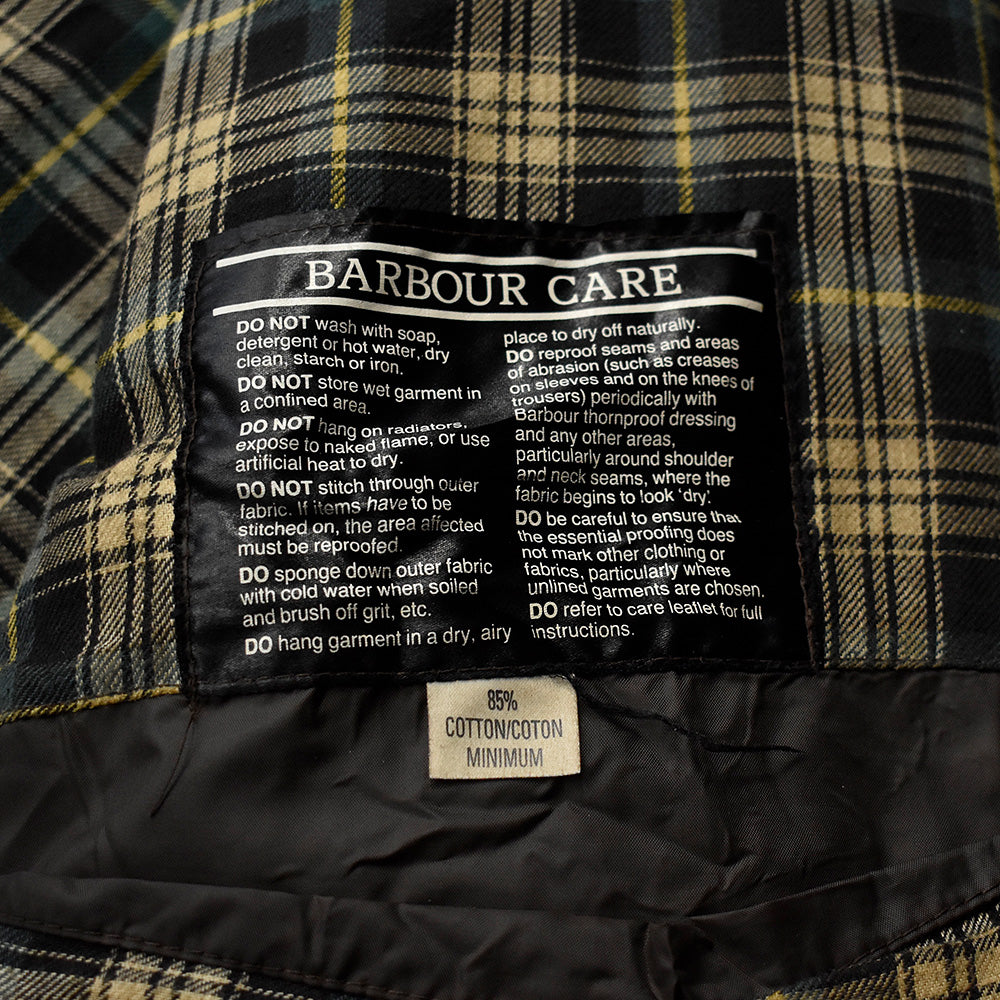 BARBOUR CARE
DO NOT wash with soap,
detergent or hot water, dry
clean, starch or iron.
DO NOT store wet garment in
a confined area.
DO NOT hang on radiators,
expose to naked flame, or use
artificial heat to dry.
DO NOT stitch through outer
fabric. If items have to be
stitched on, the area affected
must be reproofed.
DO sponge down outer fabric
with cold water when soiled
and brush off grit, etc.
DO hang garment in a dry, airy
place to dry off naturally.
DO reproof seams and areas
of abrasion (such as creases
on sleeves and on the knees of
trousers) periodically with
Barbour thornproof dressing
and any other areas,
particularly around shoulder
and neck seams, where the
fabric begins to look 'dry'.
DO be careful to ensure that
the essential proofing does
not mark other clothing or
fabrics, particularly where
unlined garments are chosen.
DO refer to care leaflet for full
instructions.
85%
COTTON/COTON
MINIMUM